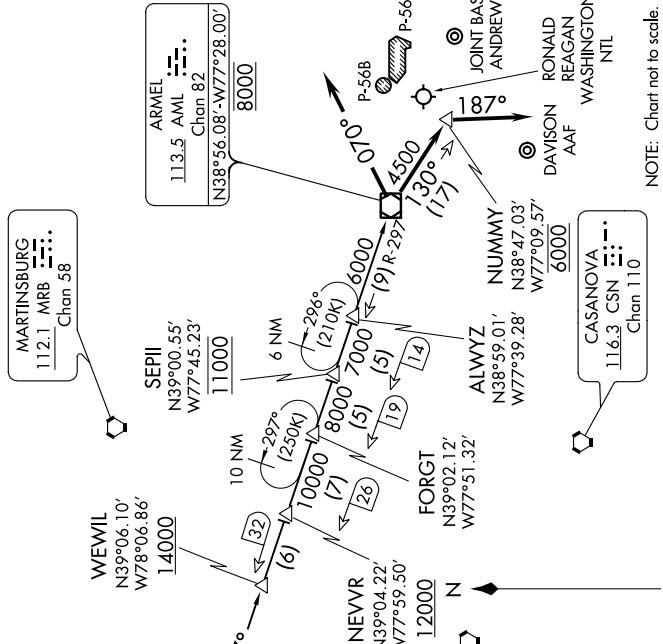 ARMEL
113.5 AML
Chan 82
N38°56.08'-W77°28.00'
8000
MARTINSBURG
112.1 MRB
Chan 58
P-56
P-56B
JOINT BAS
ANDREW
RONALD
REAGAN
WASHINGTON
NTL
070°
4500
130°
(17)
187°
DAVISON
AAF
NOTE: Chart not to scale.
NUMMY
N38°47.03'
W77°09.57'
6000
CASANOVA
116.3 CSN
Chan 110
6000
R-297
(9)
296°
(210K)
6 NM
SEPII
N39°00.55'
W77°45.23'
11000
7000
(5)
14
ALWYZ
N38°59.01'
W77°39.28'
8000
(5)
19
297°
(250K)
10 NM
FORGT
N39°02.12'
W77°51.32'
10000
(7)
26
WEWIL
N39°06.10'
W78°06.86'
14000
32
(6)
NEVVR
N39°04.22'
W77°59.50'
12000
N